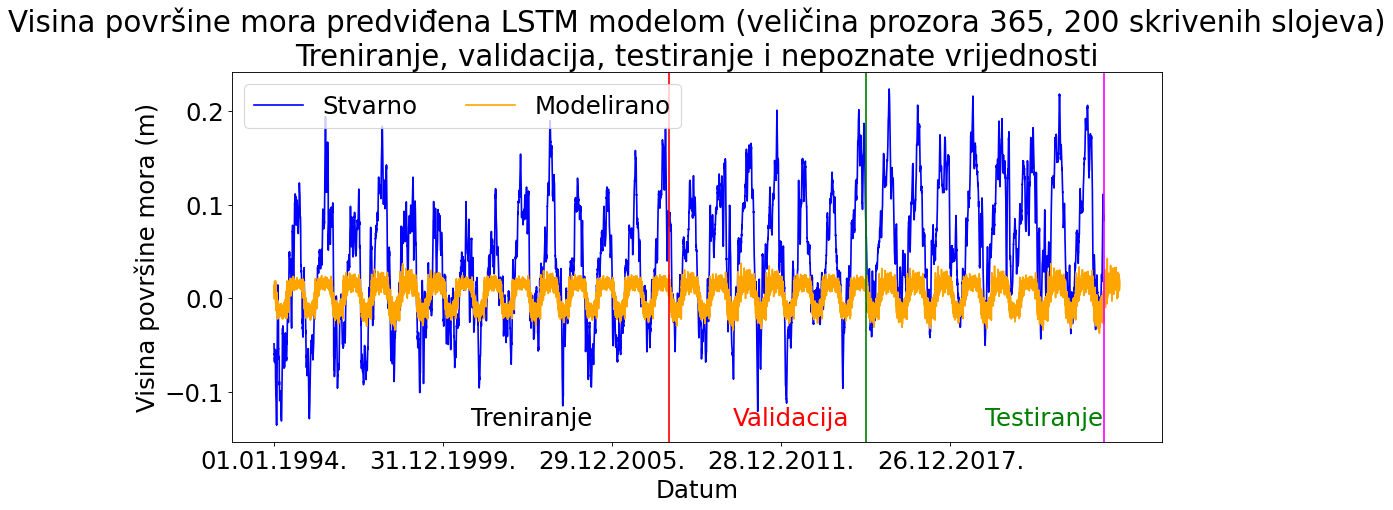 Visina površine mora predviđena LSTM modelom (veličina prozora 365, 200 skrivenih slojeva)
Treniranje, validacija, testiranje i nepoznate vrijednosti
Stvarno
Modelirano
Visina površine mora (m)
0.2
0.1
0.0
−0.1
Treniranje
Validacija
Testiranje
01.01.1994.
31.12.1999.
29.12.2005.
28.12.2011.
26.12.2017.
Datum